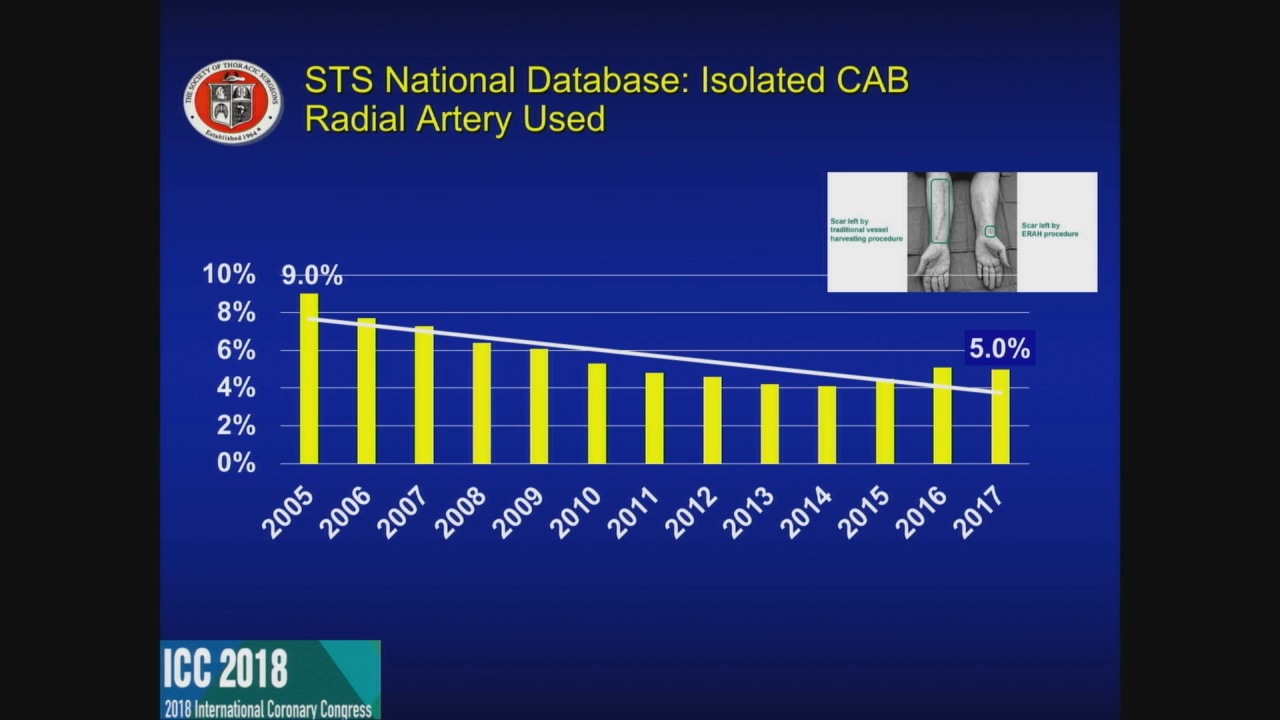 THE SOCIETY OF THORACIC SURGEONS
Established 1964
STS National Database: Isolated CAB
Radial Artery Used
Scar left by
traditional vessel
harvesting procedure
Scar left by
ERAH procedure
10%
8%
6%
4%
2%
0%
9.0%
5.0%
2005
2006
2007
2008
2009
2010
2011
2012
2013
2014
2015
2016
2017
ICC 2018
2018 International Coronary Congress